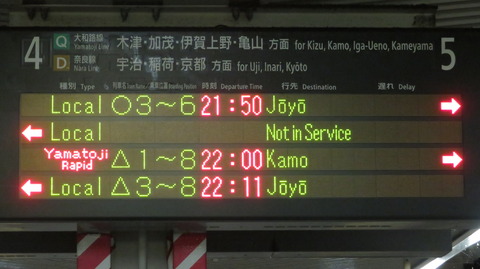 4 Q 大和路線 Yamatoji Line 木津・加茂・伊賀上野・亀山 方面 for Kizu, Kamo, Iga-Ueno, Kameyama 5
D 奈良線 Nara Line 宇治・稲荷・京都 方面 for Uji, Inari, Kyōto
種別 Type 時刻 Departure Time 行先 Destination 遅れ Delay
Local ○3～6 21:50 Jōyō →
← Local Not in Service
Yamatoji Rapid △1～8 22:00 Kamo →
← Local △3～8 22:11 Jōyō